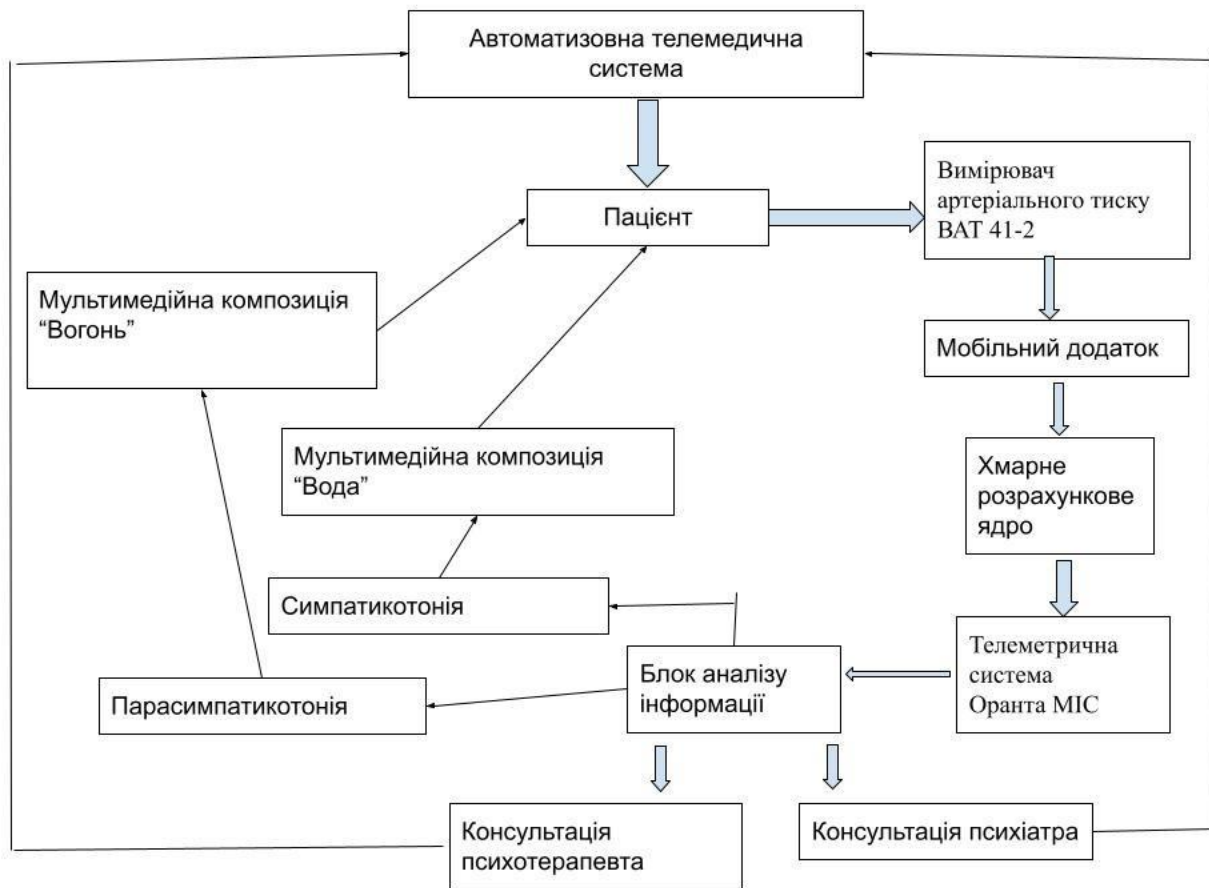 Автоматизовна телемедична
система
Пацієнт
Вимірювач
артеріального тиску
ВАТ 41-2
Мультимедійна композиція
“Вогонь”
Мобільний додаток
Мультимедійна композиція
“Вода”
Хмарне
розрахункове
ядро
Симпатикотонія
Телеметрична
система
Оранта МІС
Блок аналізу
інформації
Парасимпатикотонія
Консультація
психотерапевта
Консультація психіатра